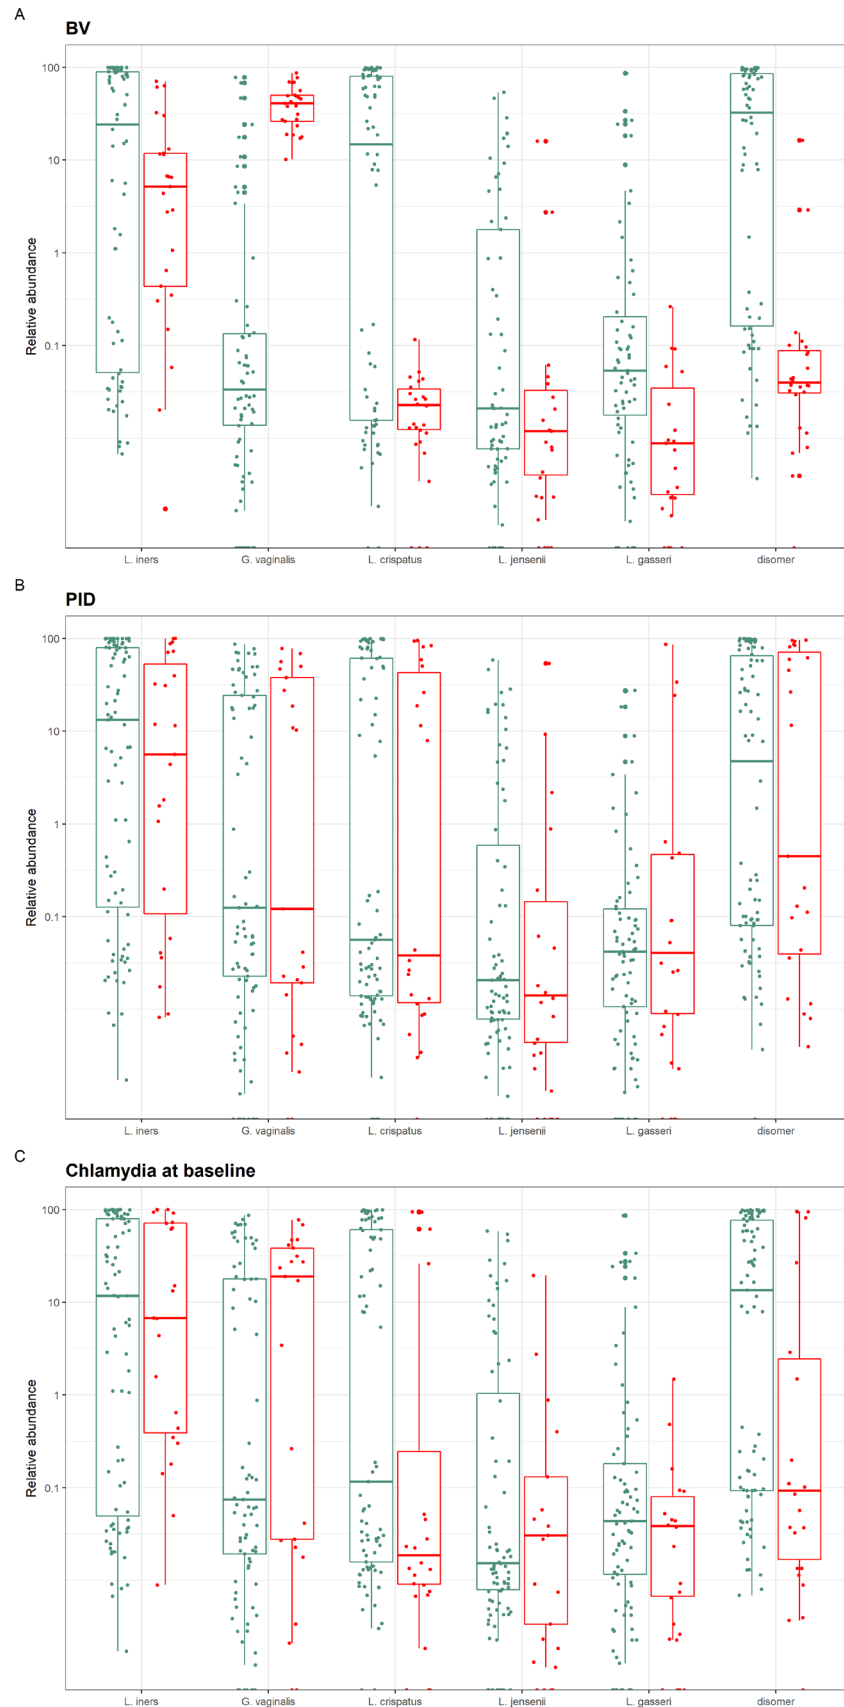 A
BV
Relative abundance
100
10
1
0.1
L. iners
G. vaginalis
L. crispatus
L. jensenii
L. gasseri
disomer
B
PID
Relative abundance
100
10
1
0.1
L. iners
G. vaginalis
L. crispatus
L. jensenii
L. gasseri
disomer
C
Chlamydia at baseline
Relative abundance
100
10
1
0.1
L. iners
G. vaginalis
L. crispatus
L. jensenii
L. gasseri
disomer